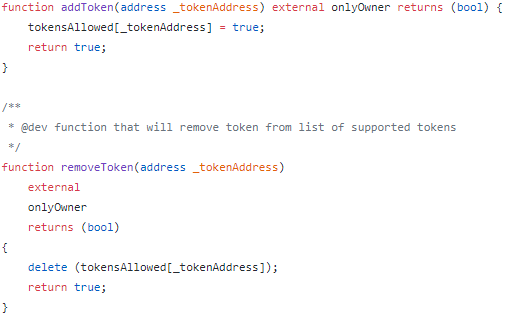 function addToken(address _tokenAddress) external onlyOwner returns (bool) {
    tokensAllowed[_tokenAddress] = true;
    return true;
}

/**
 * @dev function that will remove token from list of supported tokens
 */
function removeToken(address _tokenAddress)
    external
    onlyOwner
    returns (bool)
{
    delete (tokensAllowed[_tokenAddress]);
    return true;
}